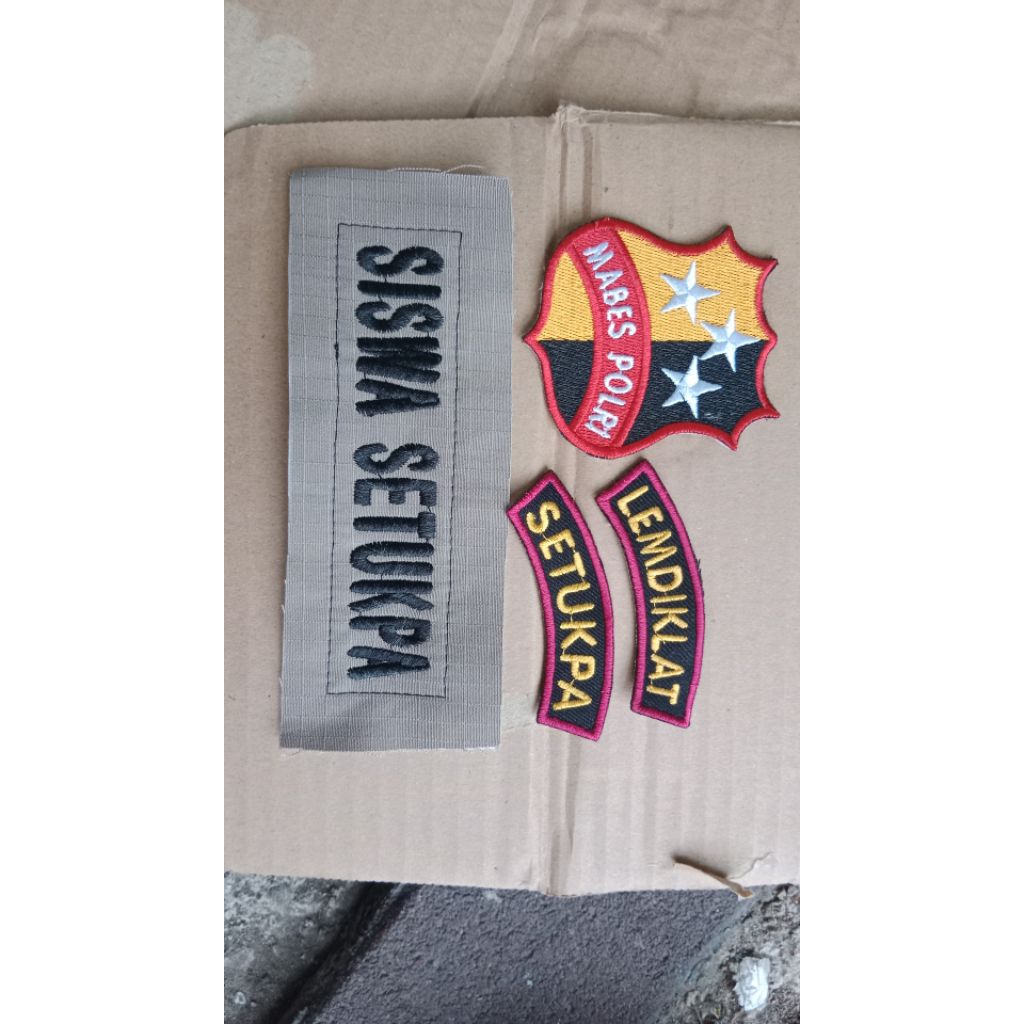 MABES POLRI
LEMDIKLAT
SETUKPA
SISWA SETUKPA